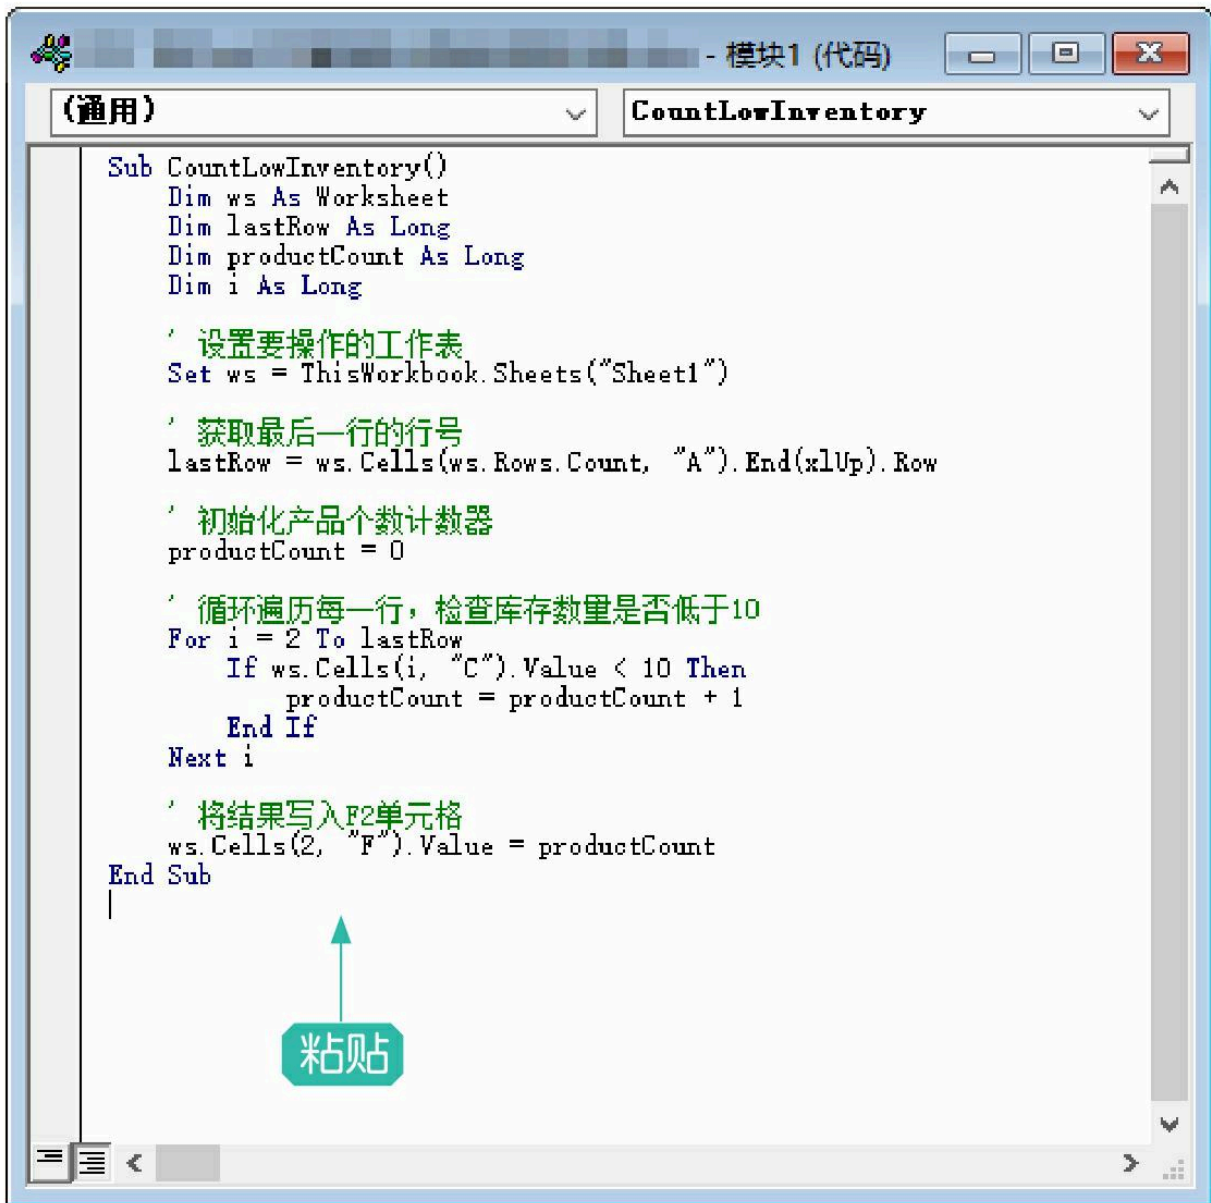 - 模块1 (代码)
(通用)
CountLowInventory
Sub CountLowInventory()
Dim ws As Worksheet
Dim lastRow As Long
Dim productCount As Long
Dim i As Long
' 设置要操作的工作表
Set ws = ThisWorkbook.Sheets("Sheet1")
' 获取最后一行的行号
lastRow = ws.Cells(ws.Rows.Count, "A").End(xlUp).Row
' 初始化产品个数计数器
productCount = 0
' 循环遍历每一行，检查库存数量是否低于10
For i = 2 To lastRow
If ws.Cells(i, "C").Value < 10 Then
productCount = productCount + 1
End If
Next i
' 将结果写入F2单元格
ws.Cells(2, "F").Value = productCount
End Sub
粘贴